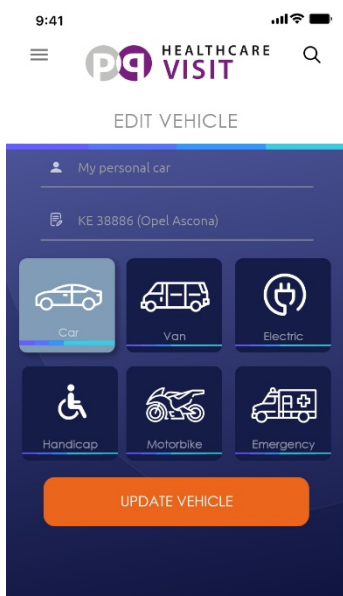 9:41
HEALTHCARE
VISIT
EDIT VEHICLE
My personal car
KE 38886 (Opel Ascona)
Car
Van
Electric
Handicap
Motorbike
Emergency
UPDATE VEHICLE